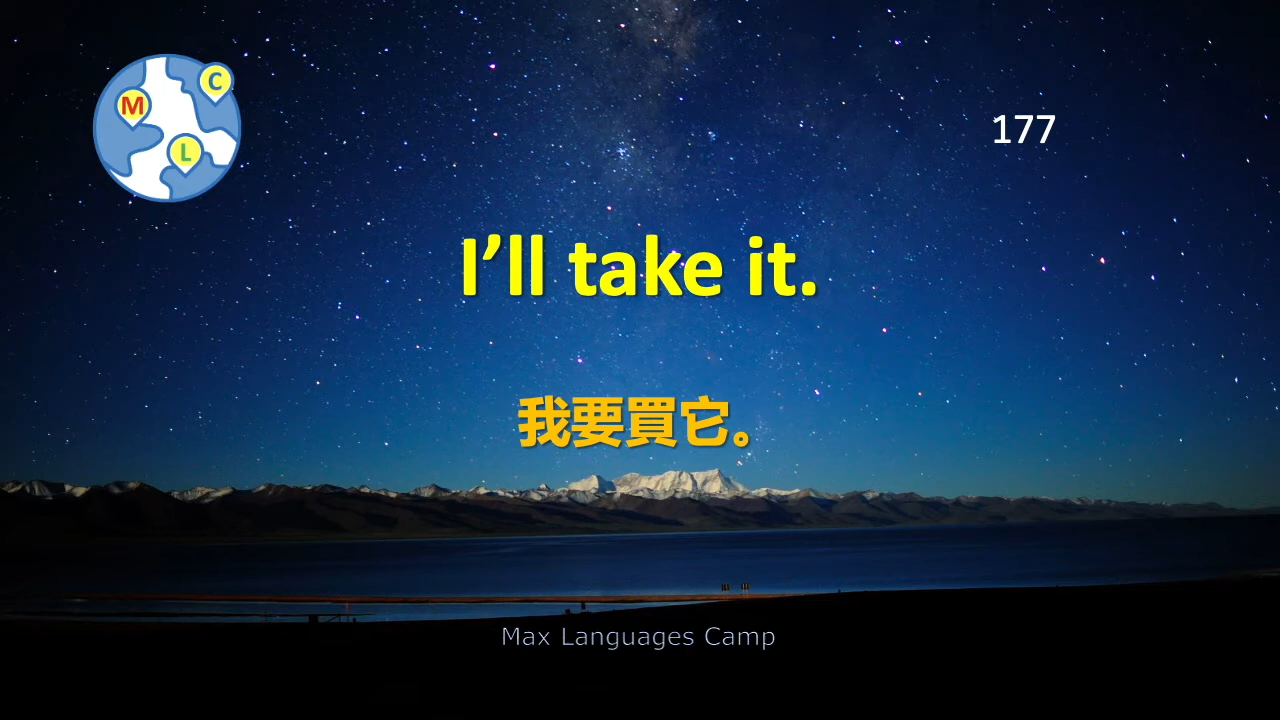 M
C
L
177
I’ll take it.
我要買它。
Max Languages Camp